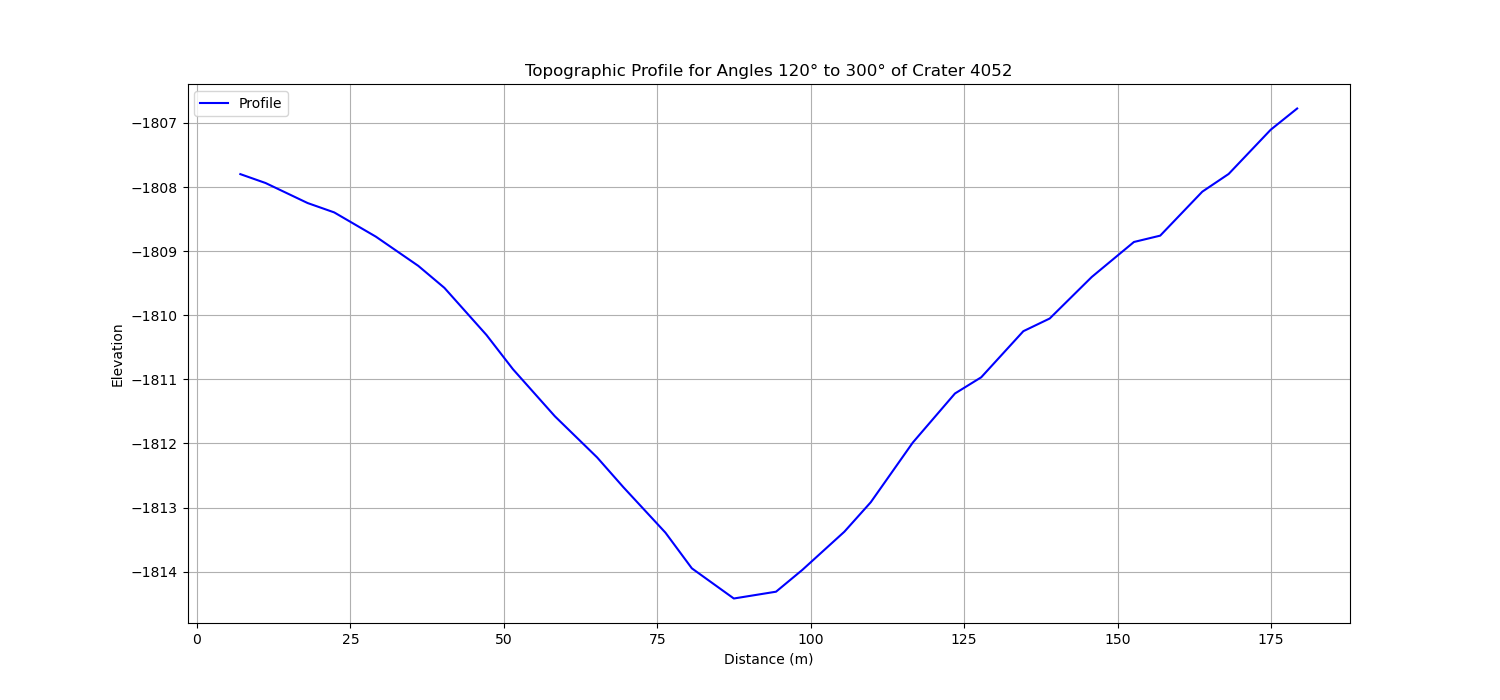 Topographic Profile for Angles 120° to 300° of Crater 4052
Profile
−1807
−1808
−1809
−1810
−1811
−1812
−1813
−1814
Elevation
0 25 50 75 100 125 150 175
Distance (m)